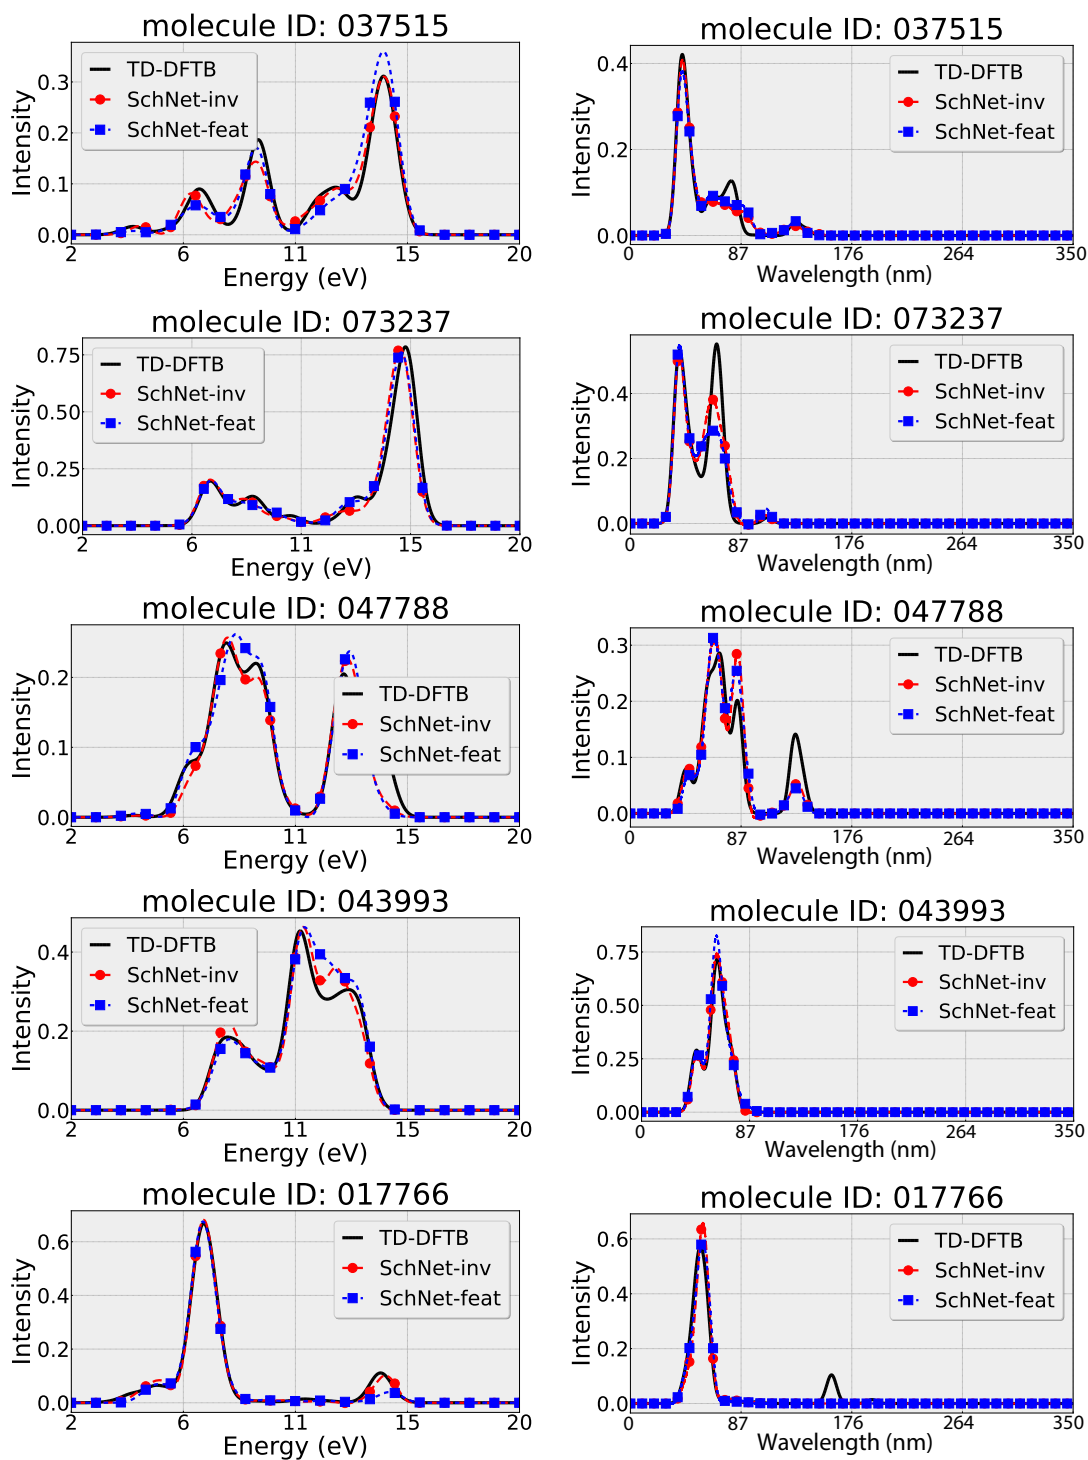 molecule ID: 037515
Intensity
0.3
0.2
0.1
0.0
TD-DFTB
SchNet-inv
SchNet-feat
2 6 11 15 20
Energy (eV)
molecule ID: 037515
Intensity
0.4
0.2
0.0
TD-DFTB
SchNet-inv
SchNet-feat
0 87 176 264 350
Wavelength (nm)
molecule ID: 073237
Intensity
0.75
0.50
0.25
0.00
TD-DFTB
SchNet-inv
SchNet-feat
2 6 11 15 20
Energy (eV)
molecule ID: 073237
Intensity
0.4
0.2
0.0
TD-DFTB
SchNet-inv
SchNet-feat
0 87 176 264 350
Wavelength (nm)
molecule ID: 047788
Intensity
0.2
0.1
0.0
TD-DFTB
SchNet-inv
SchNet-feat
2 6 11 15 20
Energy (eV)
molecule ID: 047788
Intensity
0.3
0.2
0.1
0.0
TD-DFTB
SchNet-inv
SchNet-feat
0 87 176 264 350
Wavelength (nm)
molecule ID: 043993
Intensity
0.4
0.2
0.0
TD-DFTB
SchNet-inv
SchNet-feat
2 6 11 15 20
Energy (eV)
molecule ID: 043993
Intensity
0.75
0.50
0.25
0.00
TD-DFTB
SchNet-inv
SchNet-feat
0 87 176 264 350
Wavelength (nm)
molecule ID: 017766
Intensity
0.6
0.4
0.2
0.0
TD-DFTB
SchNet-inv
SchNet-feat
2 6 11 15 20
Energy (eV)
molecule ID: 017766
Intensity
0.6
0.4
0.2
0.0
TD-DFTB
SchNet-inv
SchNet-feat
0 87 176 264 350
Wavelength (nm)